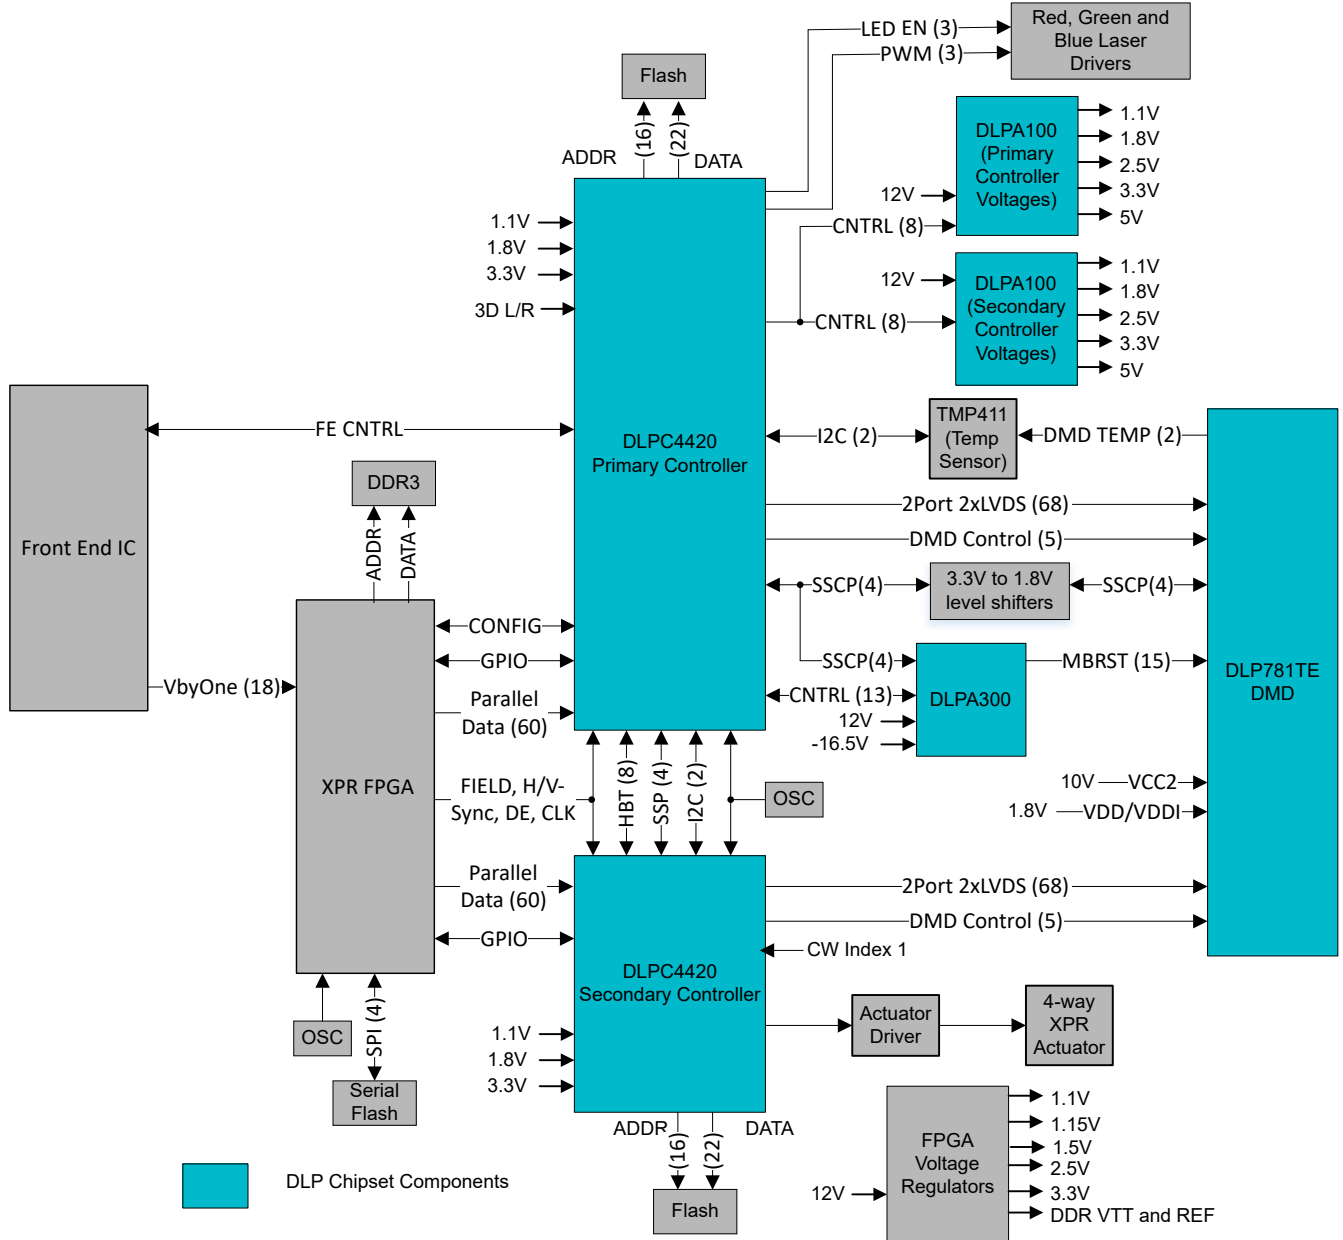 LED EN (3)
PWM (3)
Red, Green and
Blue Laser
Drivers
Flash
(16)
(22)
ADDR
DATA
DLPA100
(Primary
Controller
Voltages)
12V
CNTRL (8)
1.1V
1.8V
2.5V
3.3V
5V
1.1V
1.8V
3.3V
3D L/R
12V
CNTRL (8)
DLPA100
(Secondary
Controller
Voltages)
1.1V
1.8V
2.5V
3.3V
5V
Front End IC
FE CNTRL
DLPC4420
Primary Controller
I2C (2)
TMP411
(Temp
Sensor)
DMD TEMP (2)
DDR3
ADDR
DATA
2Port 2xLVDS (68)
DMD Control (5)
SSCP(4)
3.3V to 1.8V
level shifters
SSCP(4)
CONFIG
GPIO
SSCP(4)
DLPA300
MBRST (15)
DLP781TE
DMD
VbyOne (18)
Parallel
Data (60)
CNTRL (13)
12V
-16.5V
XPR FPGA
FIELD, H/V-
Sync, DE, CLK
HBT (8)
SSP (4)
I2C (2)
OSC
10V
VCC2
1.8V
VDD/VDDI
Parallel
Data (60)
GPIO
2Port 2xLVDS (68)
DMD Control (5)
CW Index 1
DLPC4420
Secondary Controller
OSC
SPI (4)
Serial
Flash
1.1V
1.8V
3.3V
Actuator
Driver
4-way
XPR
Actuator
ADDR
DATA
(16)
(22)
Flash
FPGA
Voltage
Regulators
12V
1.1V
1.15V
1.5V
2.5V
3.3V
DDR VTT and REF
DLP Chipset Components